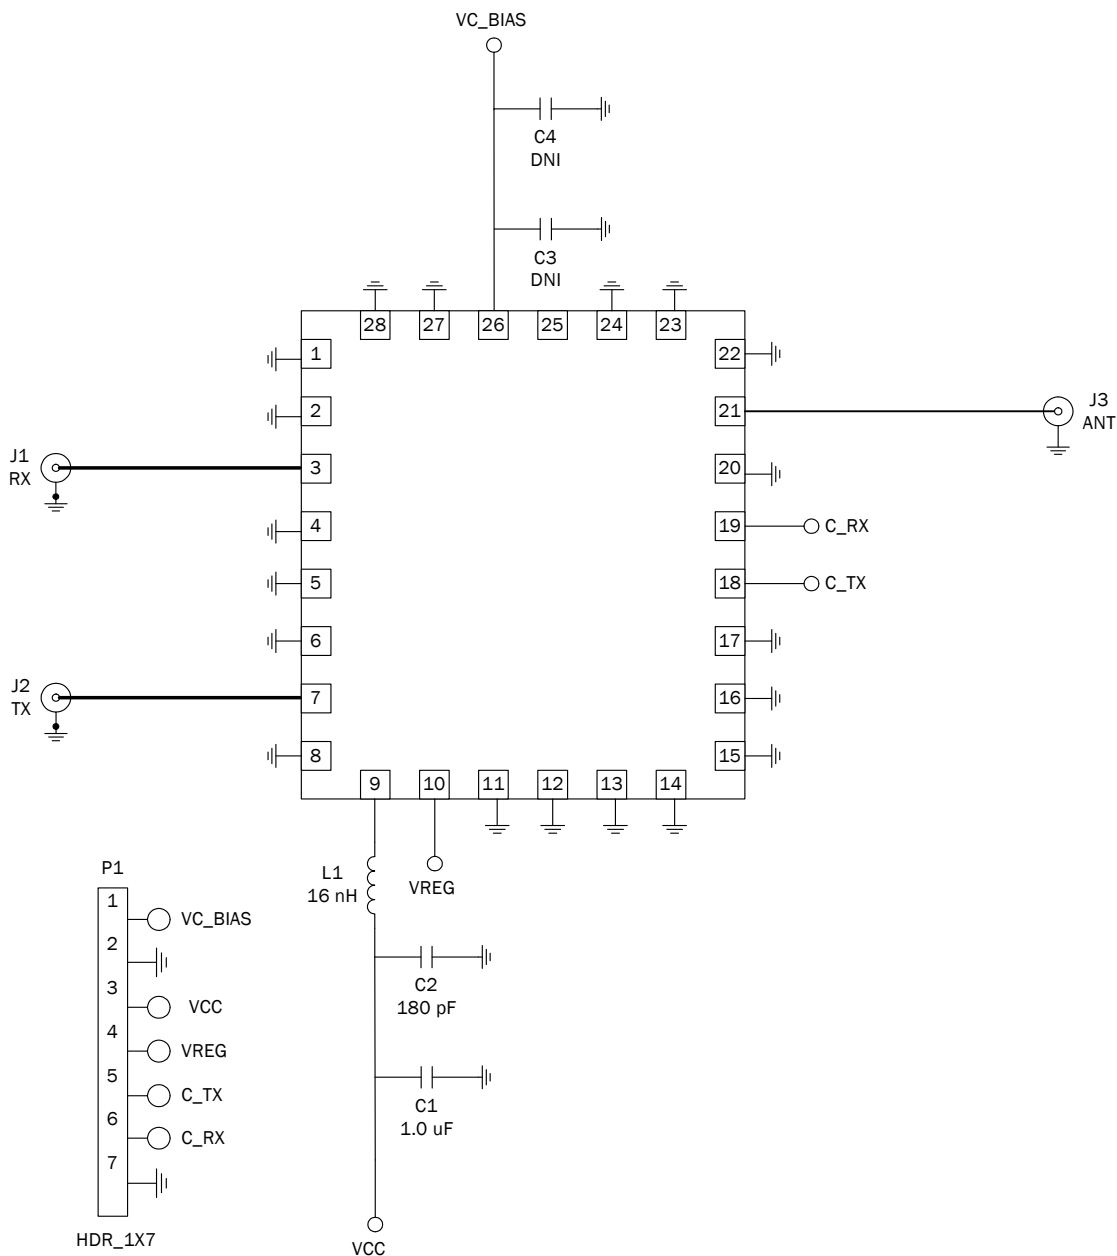 VC_BIAS
C4
DNI
C3
DNI
28 27 26 25 24 23
1
22
2
21
J3
ANT
J1
RX
3
20
4
19
C_RX
5
18
C_TX
6
17
J2
TX
7
16
8
15
9 10 11 12 13 14
L1
16 nH
VREG
C2
180 pF
C1
1.0 uF
VCC
P1
1
VC_BIAS
2
3
VCC
4
VREG
5
C_TX
6
C_RX
7
HDR_1X7